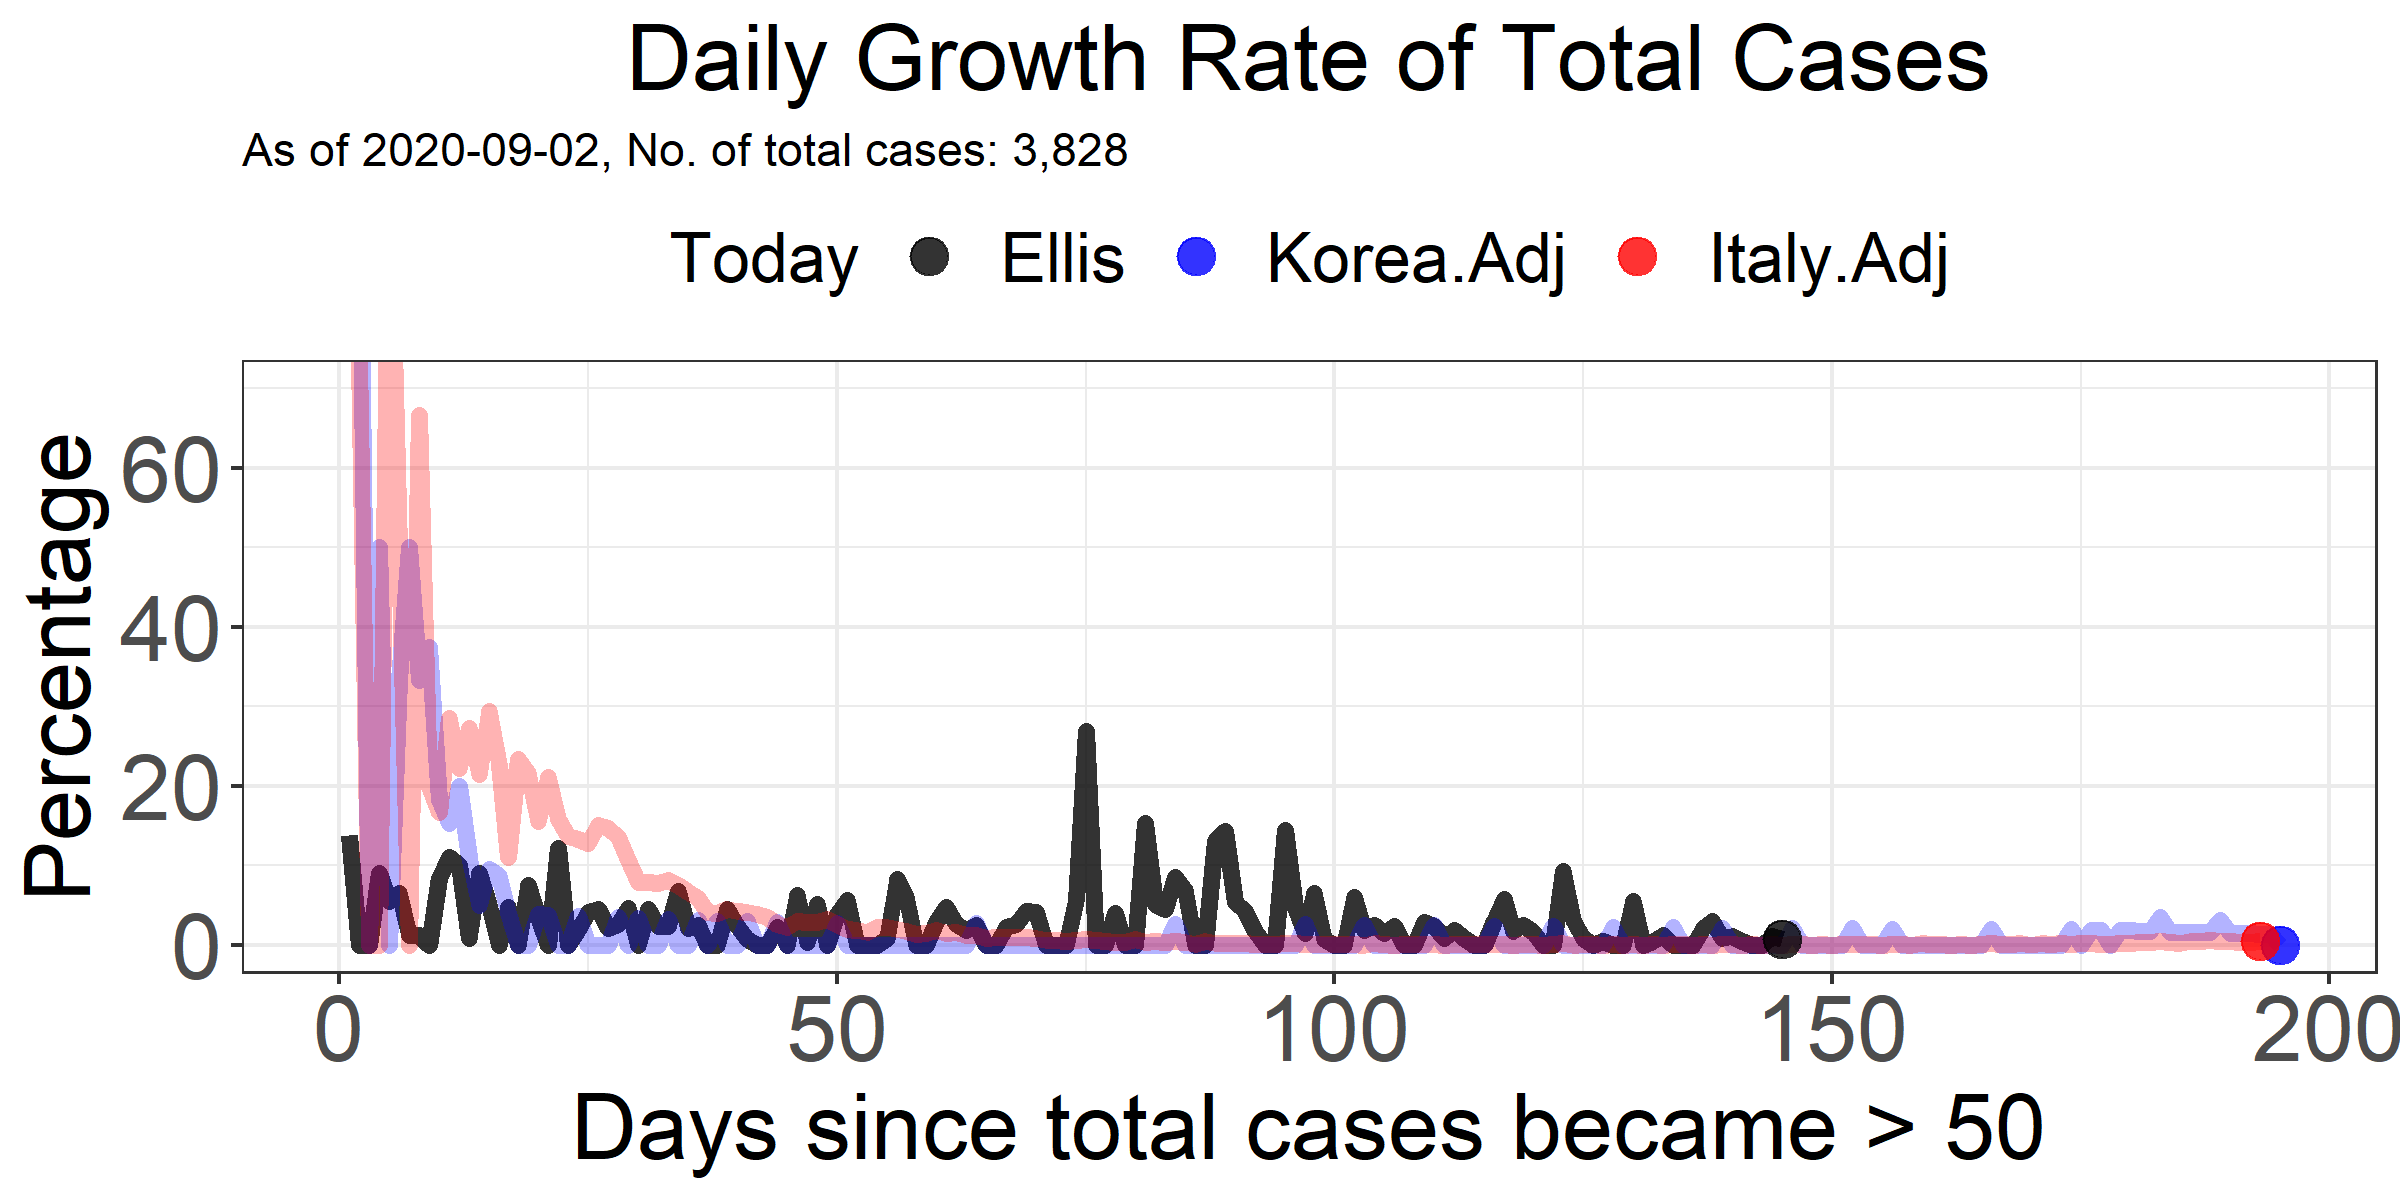 Daily Growth Rate of Total Cases
As of 2020-09-02, No. of total cases: 3,828
Today Ellis Korea.Adj Italy.Adj
Percentage
60
40
20
0
0 50 100 150 200
Days since total cases became > 50